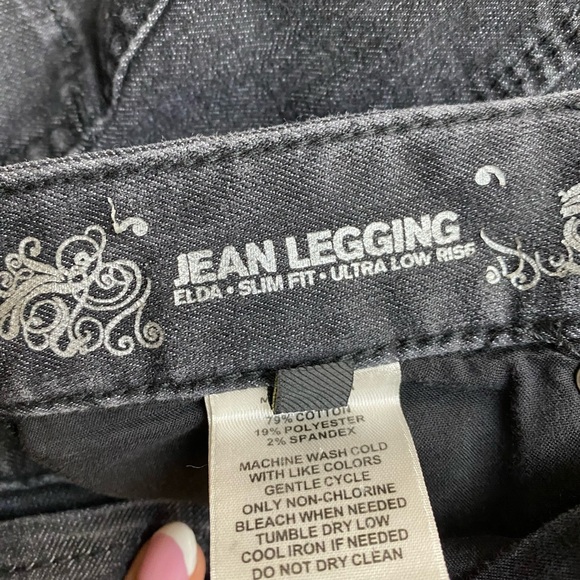 JEAN LEGGING
ELDA • SLIM FIT • ULTRA LOW RISE
79% COTTON
19% POLYESTER
2% SPANDEX
MACHINE WASH COLD
WITH LIKE COLORS
GENTLE CYCLE
ONLY NON-CHLORINE
BLEACH WHEN NEEDED
TUMBLE DRY LOW
COOL IRON IF NEEDED
DO NOT DRY CLEAN